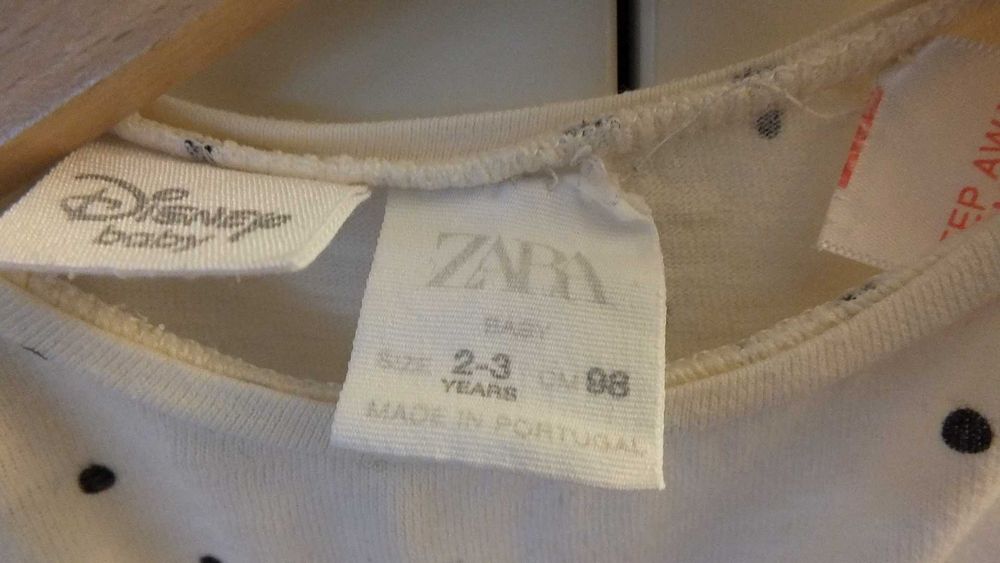 Disney
baby
ZARA
BABY
SIZE 2-3 YEARS CM 98
MADE IN PORTUGAL